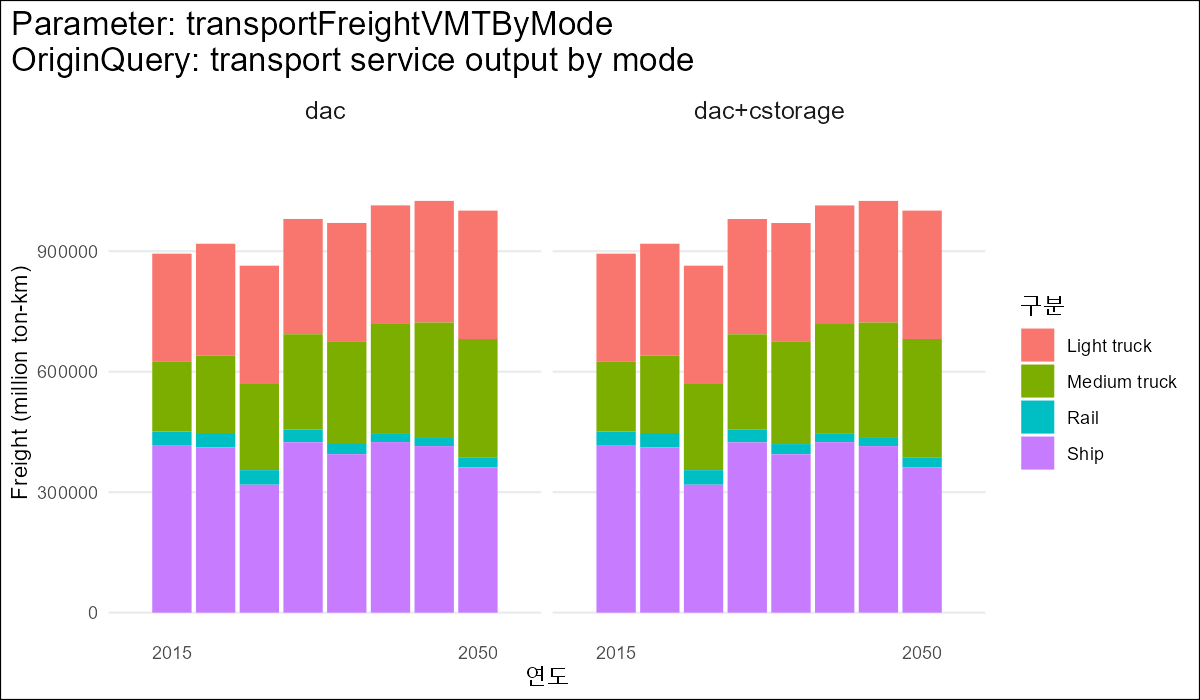 Parameter: transportFreightVMTByMode
OriginQuery: transport service output by mode
dac
dac+cstorage
Freight (million ton-km)
900000
600000
300000
0
2015
2050
2015
2050
연도
구분
Light truck
Medium truck
Rail
Ship